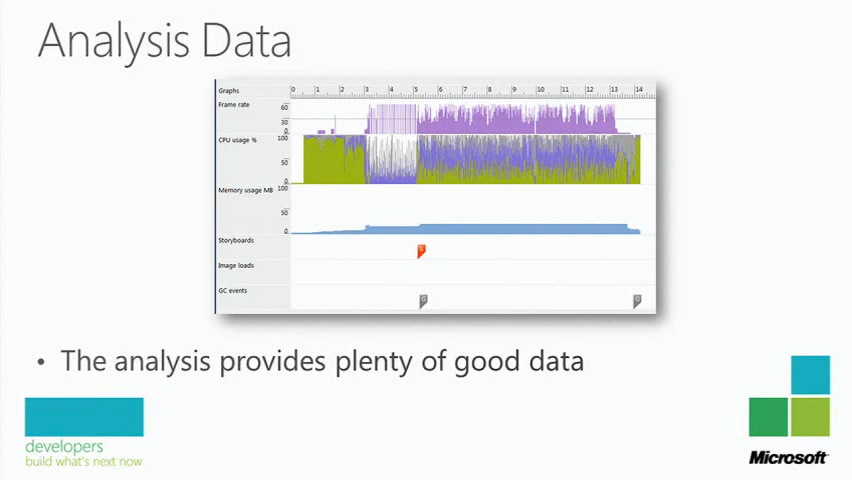 Analysis Data
Graphs
0 1 2 3 4 5 6 7 8 9 10 11 12 13 14
Frame rate
60
30
0
CPU usage %
100
50
0
Memory usage MB
100
50
0
Storyboards
S
Image loads
GC events
G G
• The analysis provides plenty of good data
developers
build what's next now
Microsoft